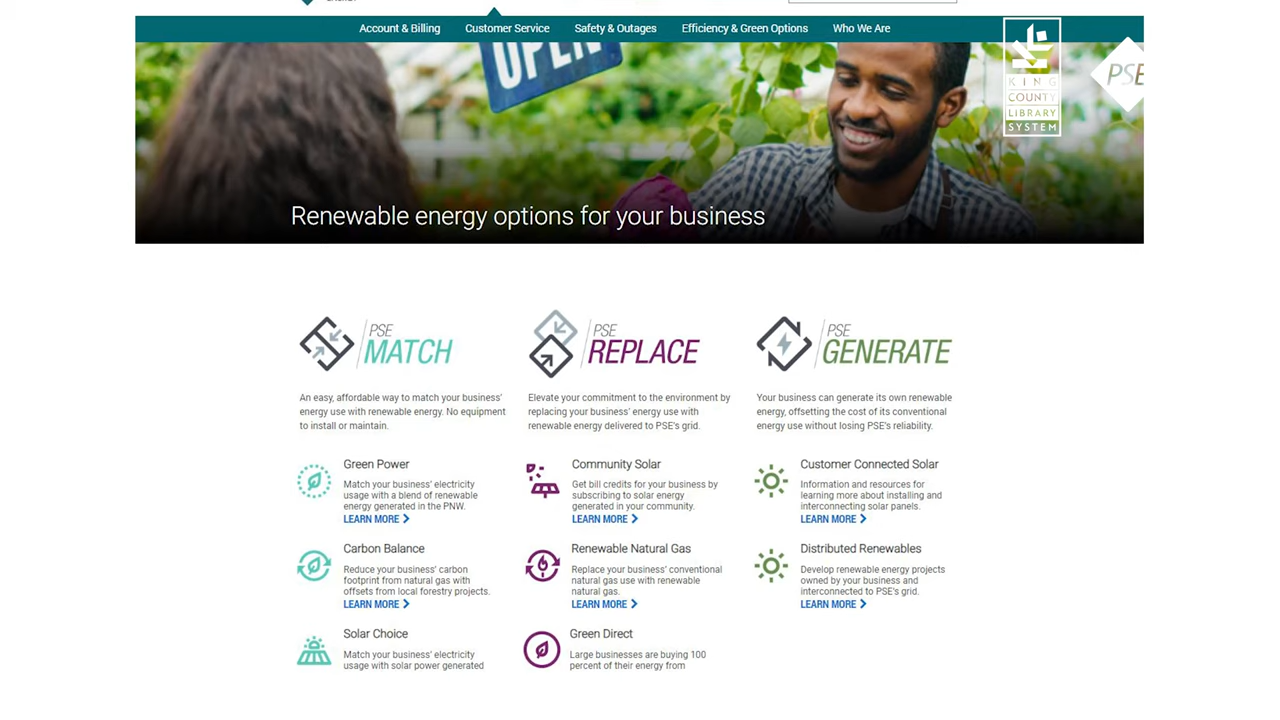 Account & Billing
Customer Service
Safety & Outages
Efficiency & Green Options
Who We Are
OPEN
KING
COUNTY
LIBRARY
SYSTEM
PSE
Renewable energy options for your business
PSE
MATCH
An easy, affordable way to match your business'
energy use with renewable energy. No equipment
to install or maintain.
Green Power
Match your business' electricity
usage with a blend of renewable
energy generated in the PNW.
LEARN MORE
Carbon Balance
Reduce your business' carbon
footprint from natural gas with
offsets from local forestry projects.
LEARN MORE
Solar Choice
Match your business' electricity
usage with solar power generated
PSE
REPLACE
Elevate your commitment to the environment by
replacing your business' energy use with
renewable energy delivered to PSE's grid.
Community Solar
Get bill credits for your business by
subscribing to solar energy
generated in your community.
LEARN MORE
Renewable Natural Gas
Replace your business' conventional
natural gas use with renewable
natural gas.
LEARN MORE
Green Direct
Large businesses are buying 100
percent of their energy from
PSE
GENERATE
Your business can generate its own renewable
energy, offsetting the cost of its conventional
energy use without losing PSE's reliability.
Customer Connected Solar
Information and resources for
learning more about installing and
interconnecting solar panels.
LEARN MORE
Distributed Renewables
Develop renewable energy projects
owned by your business and
interconnected to PSE's grid.
LEARN MORE